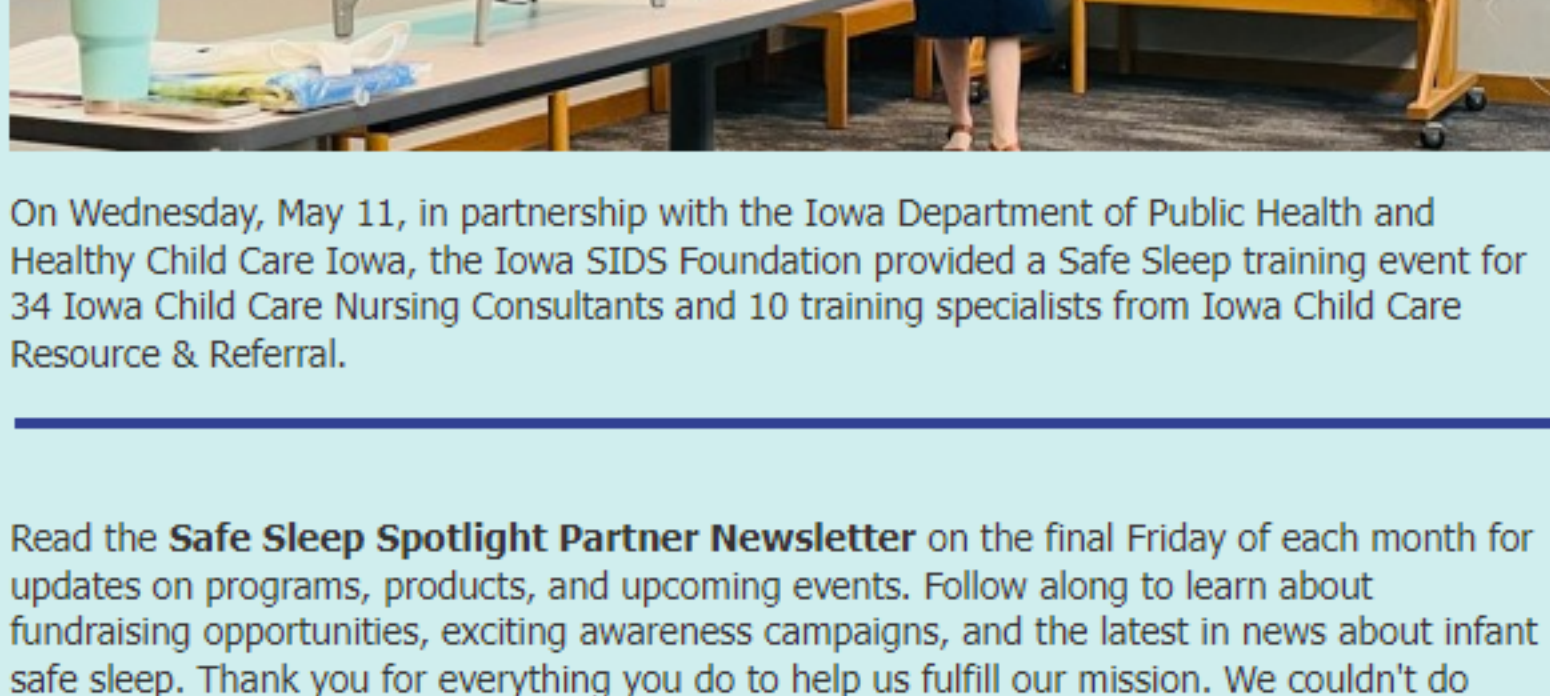 On Wednesday, May 11, in partnership with the Iowa Department of Public Health and
Healthy Child Care Iowa, the Iowa SIDS Foundation provided a Safe Sleep training event for
34 Iowa Child Care Nursing Consultants and 10 training specialists from Iowa Child Care
Resource & Referral.
Read the Safe Sleep Spotlight Partner Newsletter on the final Friday of each month for
updates on programs, products, and upcoming events. Follow along to learn about
fundraising opportunities, exciting awareness campaigns, and the latest in news about infant
safe sleep. Thank you for everything you do to help us fulfill our mission. We couldn't do